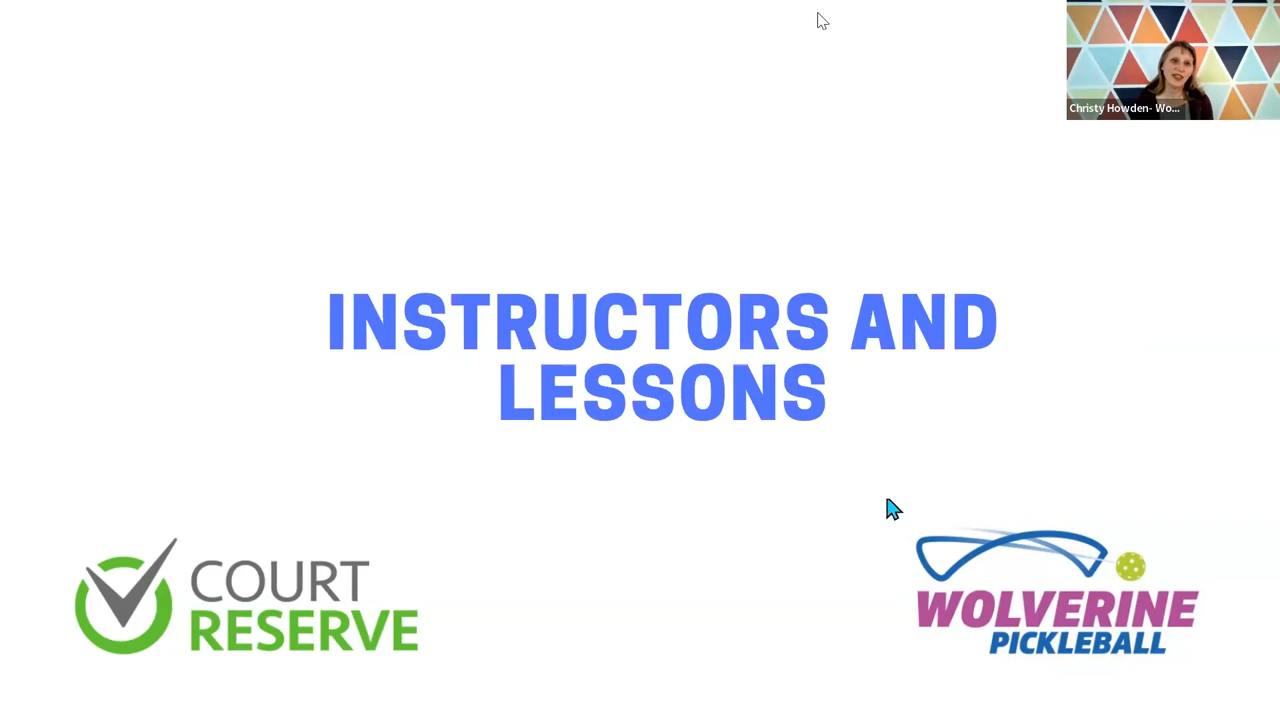 Christy Howden- Wo...
INSTRUCTORS AND
LESSONS
COURT
RESERVE
WOLVERINE
PICKLEBALL